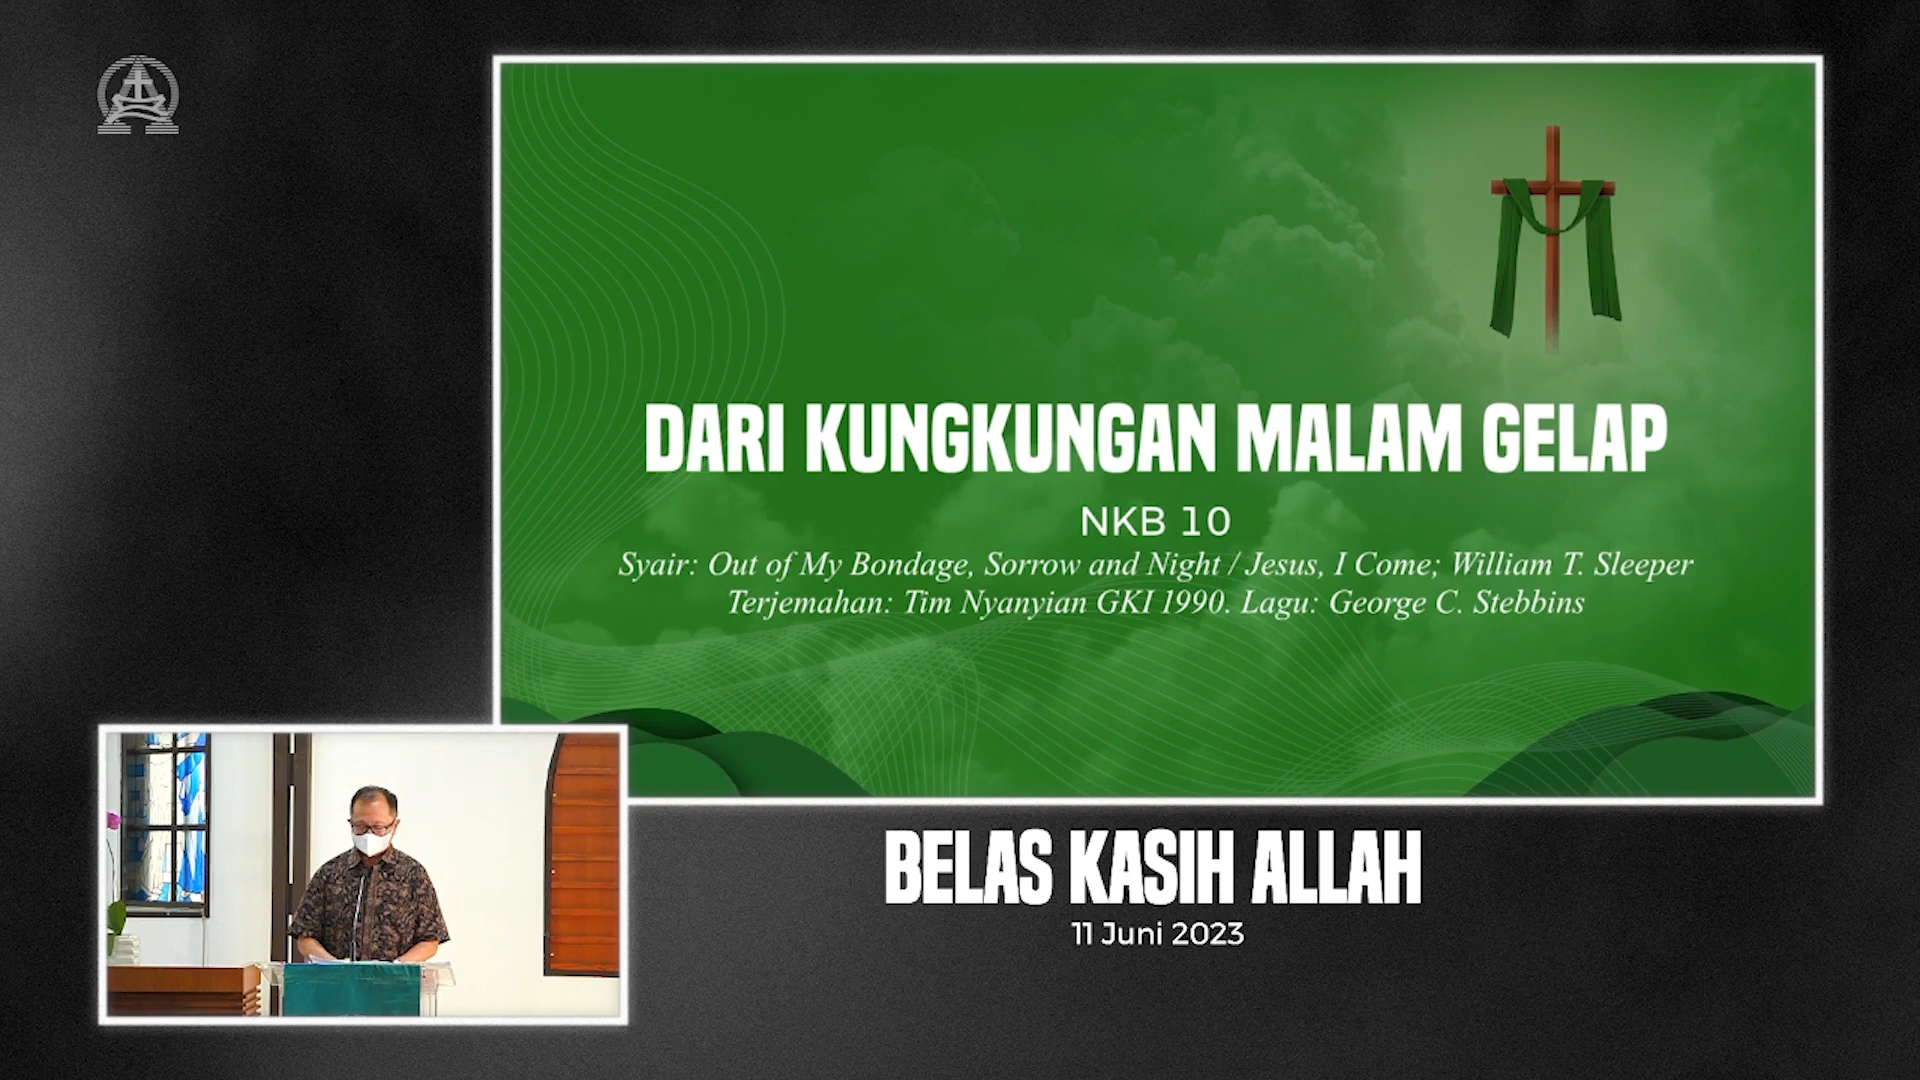 DARI KUNGKUNGAN MALAM GELAP
NKB 10
Syair: Out of My Bondage, Sorrow and Night / Jesus, I Come; William T. Sleeper
Terjemahan: Tim Nyanyian GKI 1990. Lagu: George C. Stebbins
BELAS KASIH ALLAH
11 Juni 2023